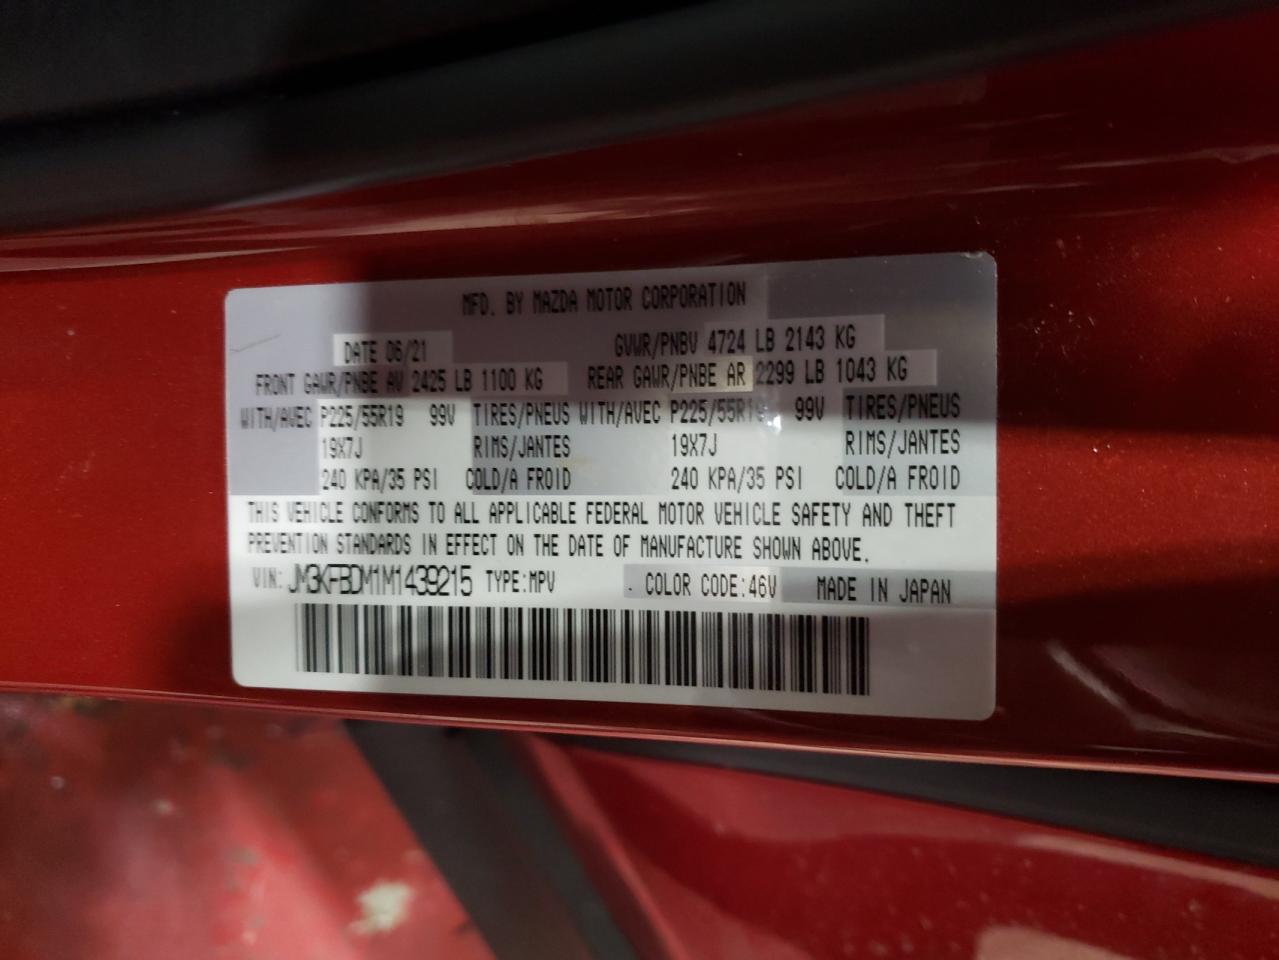 MFD. BY MAZDA MOTOR CORPORATION
DATE 06/21 GVWR/PNBV 4724 LB 2143 KG
FRONT GAWR/PNBE AV 2425 LB 1100 KG REAR GAWR/PNBE AR 2299 LB 1043 KG
WITH/AVEC P225/55R19 99V TIRES/PNEUS WITH/AVEC P225/55R19 99V TIRES/PNEUS
19X7J RIMS/JANTES 19X7J RIMS/JANTES
240 KPA/35 PSI COLD/A FROID 240 KPA/35 PSI COLD/A FROID
THIS VEHICLE CONFORMS TO ALL APPLICABLE FEDERAL MOTOR VEHICLE SAFETY AND THEFT
PREVENTION STANDARDS IN EFFECT ON THE DATE OF MANUFACTURE SHOWN ABOVE.
VIN: JM3KFBDM1M1439215 TYPE:MPV COLOR CODE:46V MADE IN JAPAN